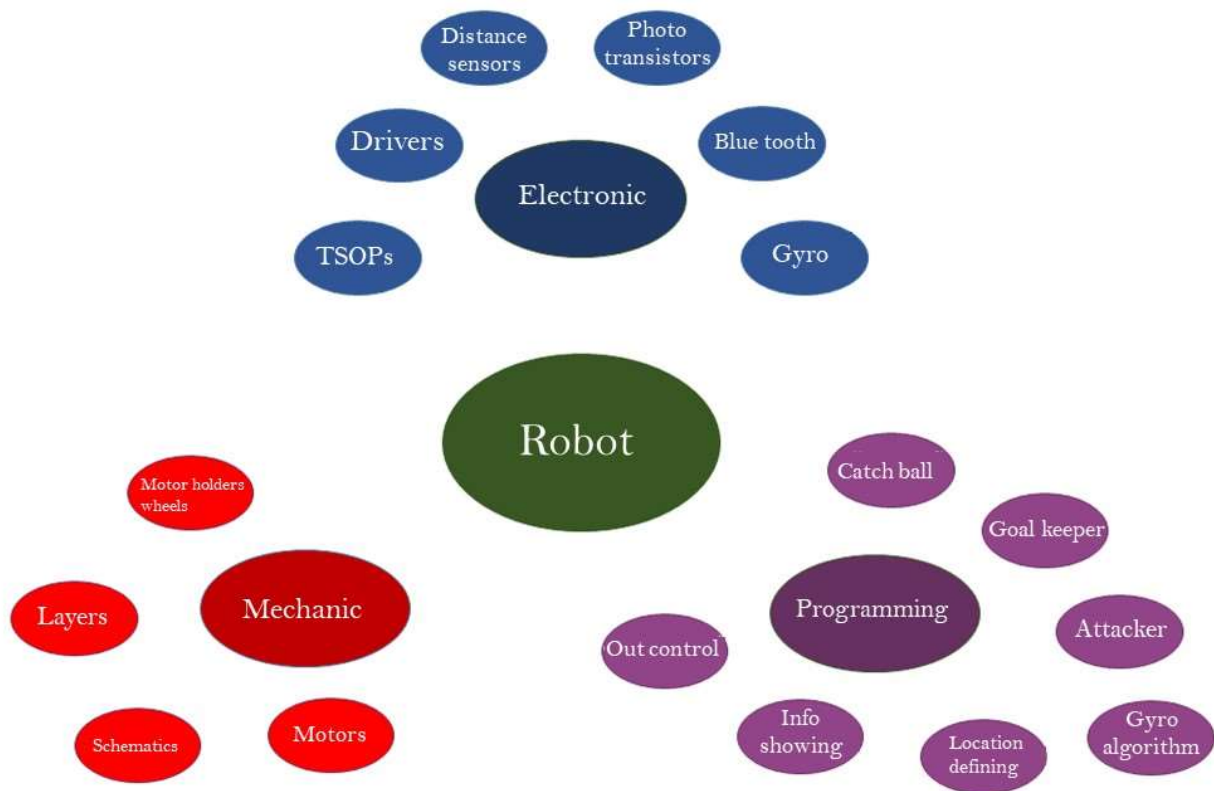 Distance
sensors
Photo
transistors
Drivers
Blue tooth
Electronic
TSOPs
Gyro
Robot
Motor holders
wheels
Layers
Mechanic
Schematics
Motors
Catch ball
Goal keeper
Programming
Attacker
Out control
Info
showing
Location
defining
Gyro
algorithm